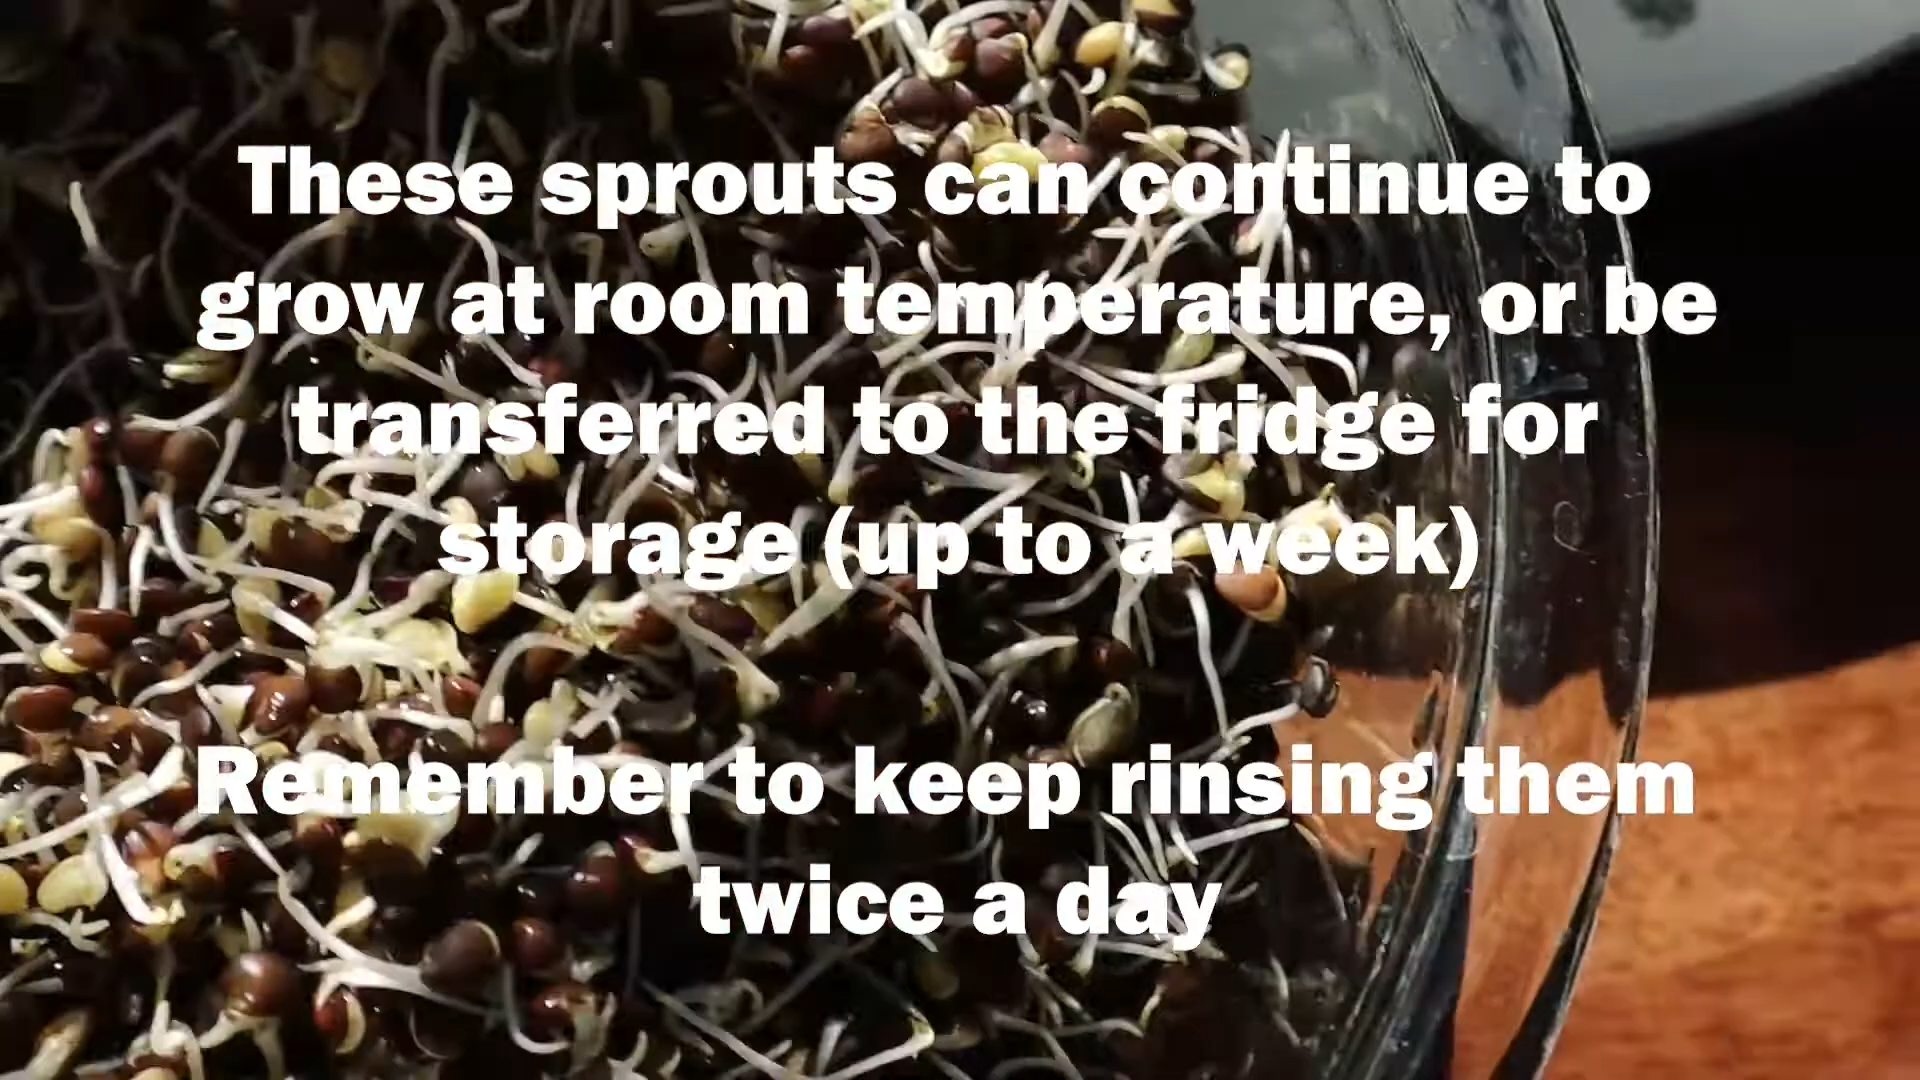 These sprouts can continue to
grow at room temperature, or be
transferred to the fridge for
storage (up to a week)
Remember to keep rinsing them
twice a day